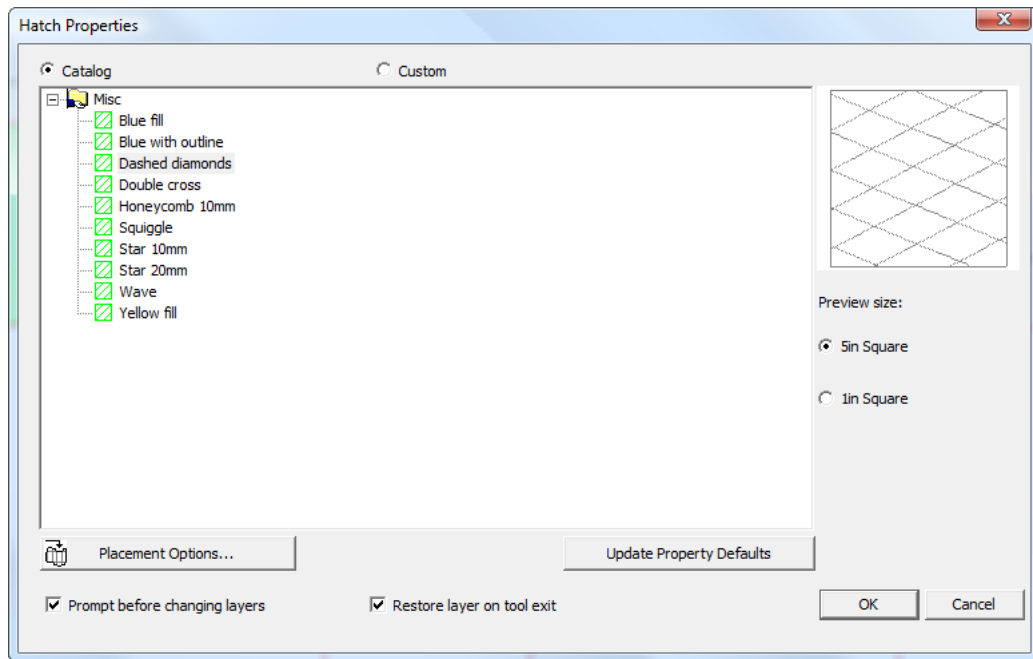 Hatch Properties
Catalog
Custom
Misc
Blue fill
Blue with outline
Dashed diamonds
Double cross
Honeycomb 10mm
Squiggle
Star 10mm
Star 20mm
Wave
Yellow fill
Preview size:
5in Square
1in Square
Placement Options...
Update Property Defaults
Prompt before changing layers
Restore layer on tool exit
OK
Cancel